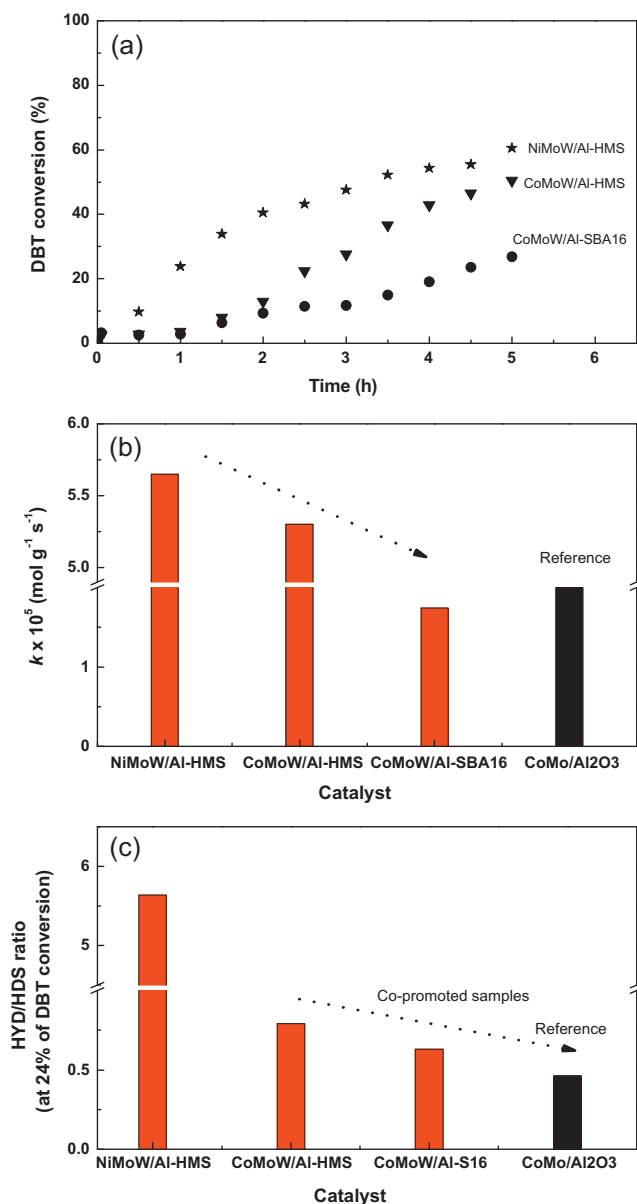 (a)
100
80
60
40
20
0
DBT conversion (%)
NiMoW/Al-HMS
CoMoW/Al-HMS
CoMoW/Al-SBA16
0 1 2 3 4 5 6
Time (h)
(b)
6.0
5.5
5.0
1
0
k x 10⁵ (mol g⁻¹ s⁻¹)
Reference
NiMoW/Al-HMS CoMoW/Al-HMS CoMoW/Al-SBA16 CoMo/Al2O3
Catalyst
(c)
5
0.5
0.0
HYD/HDS ratio
(at 24% of DBT conversion)
Co-promoted samples
Reference
NiMoW/Al-HMS CoMoW/Al-HMS CoMoW/Al-S16 CoMo/Al2O3
Catalyst